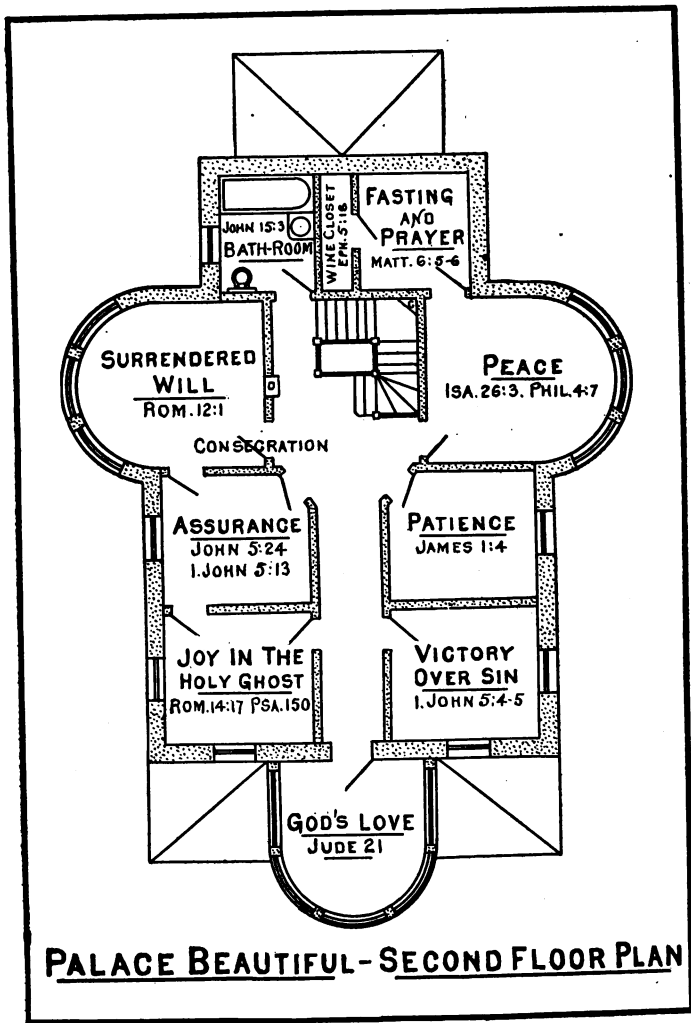 JOHN 15:3
BATH-ROOM
WINE CLOSET
EPH. 5:18
FASTING
AND
PRAYER
MATT. 6:5-6
SURRENDERED
WILL
ROM. 12:1
PEACE
ISA. 26:3. PHIL. 4:7
CONSECRATION
ASSURANCE
JOHN 5:24
1. JOHN 5:13
PATIENCE
JAMES 1:4
JOY IN THE
HOLY GHOST
ROM. 14:17 PSA. 150
VICTORY
OVER SIN
1. JOHN 5:4-5
GOD'S LOVE
JUDE 21
PALACE BEAUTIFUL - SECOND FLOOR PLAN